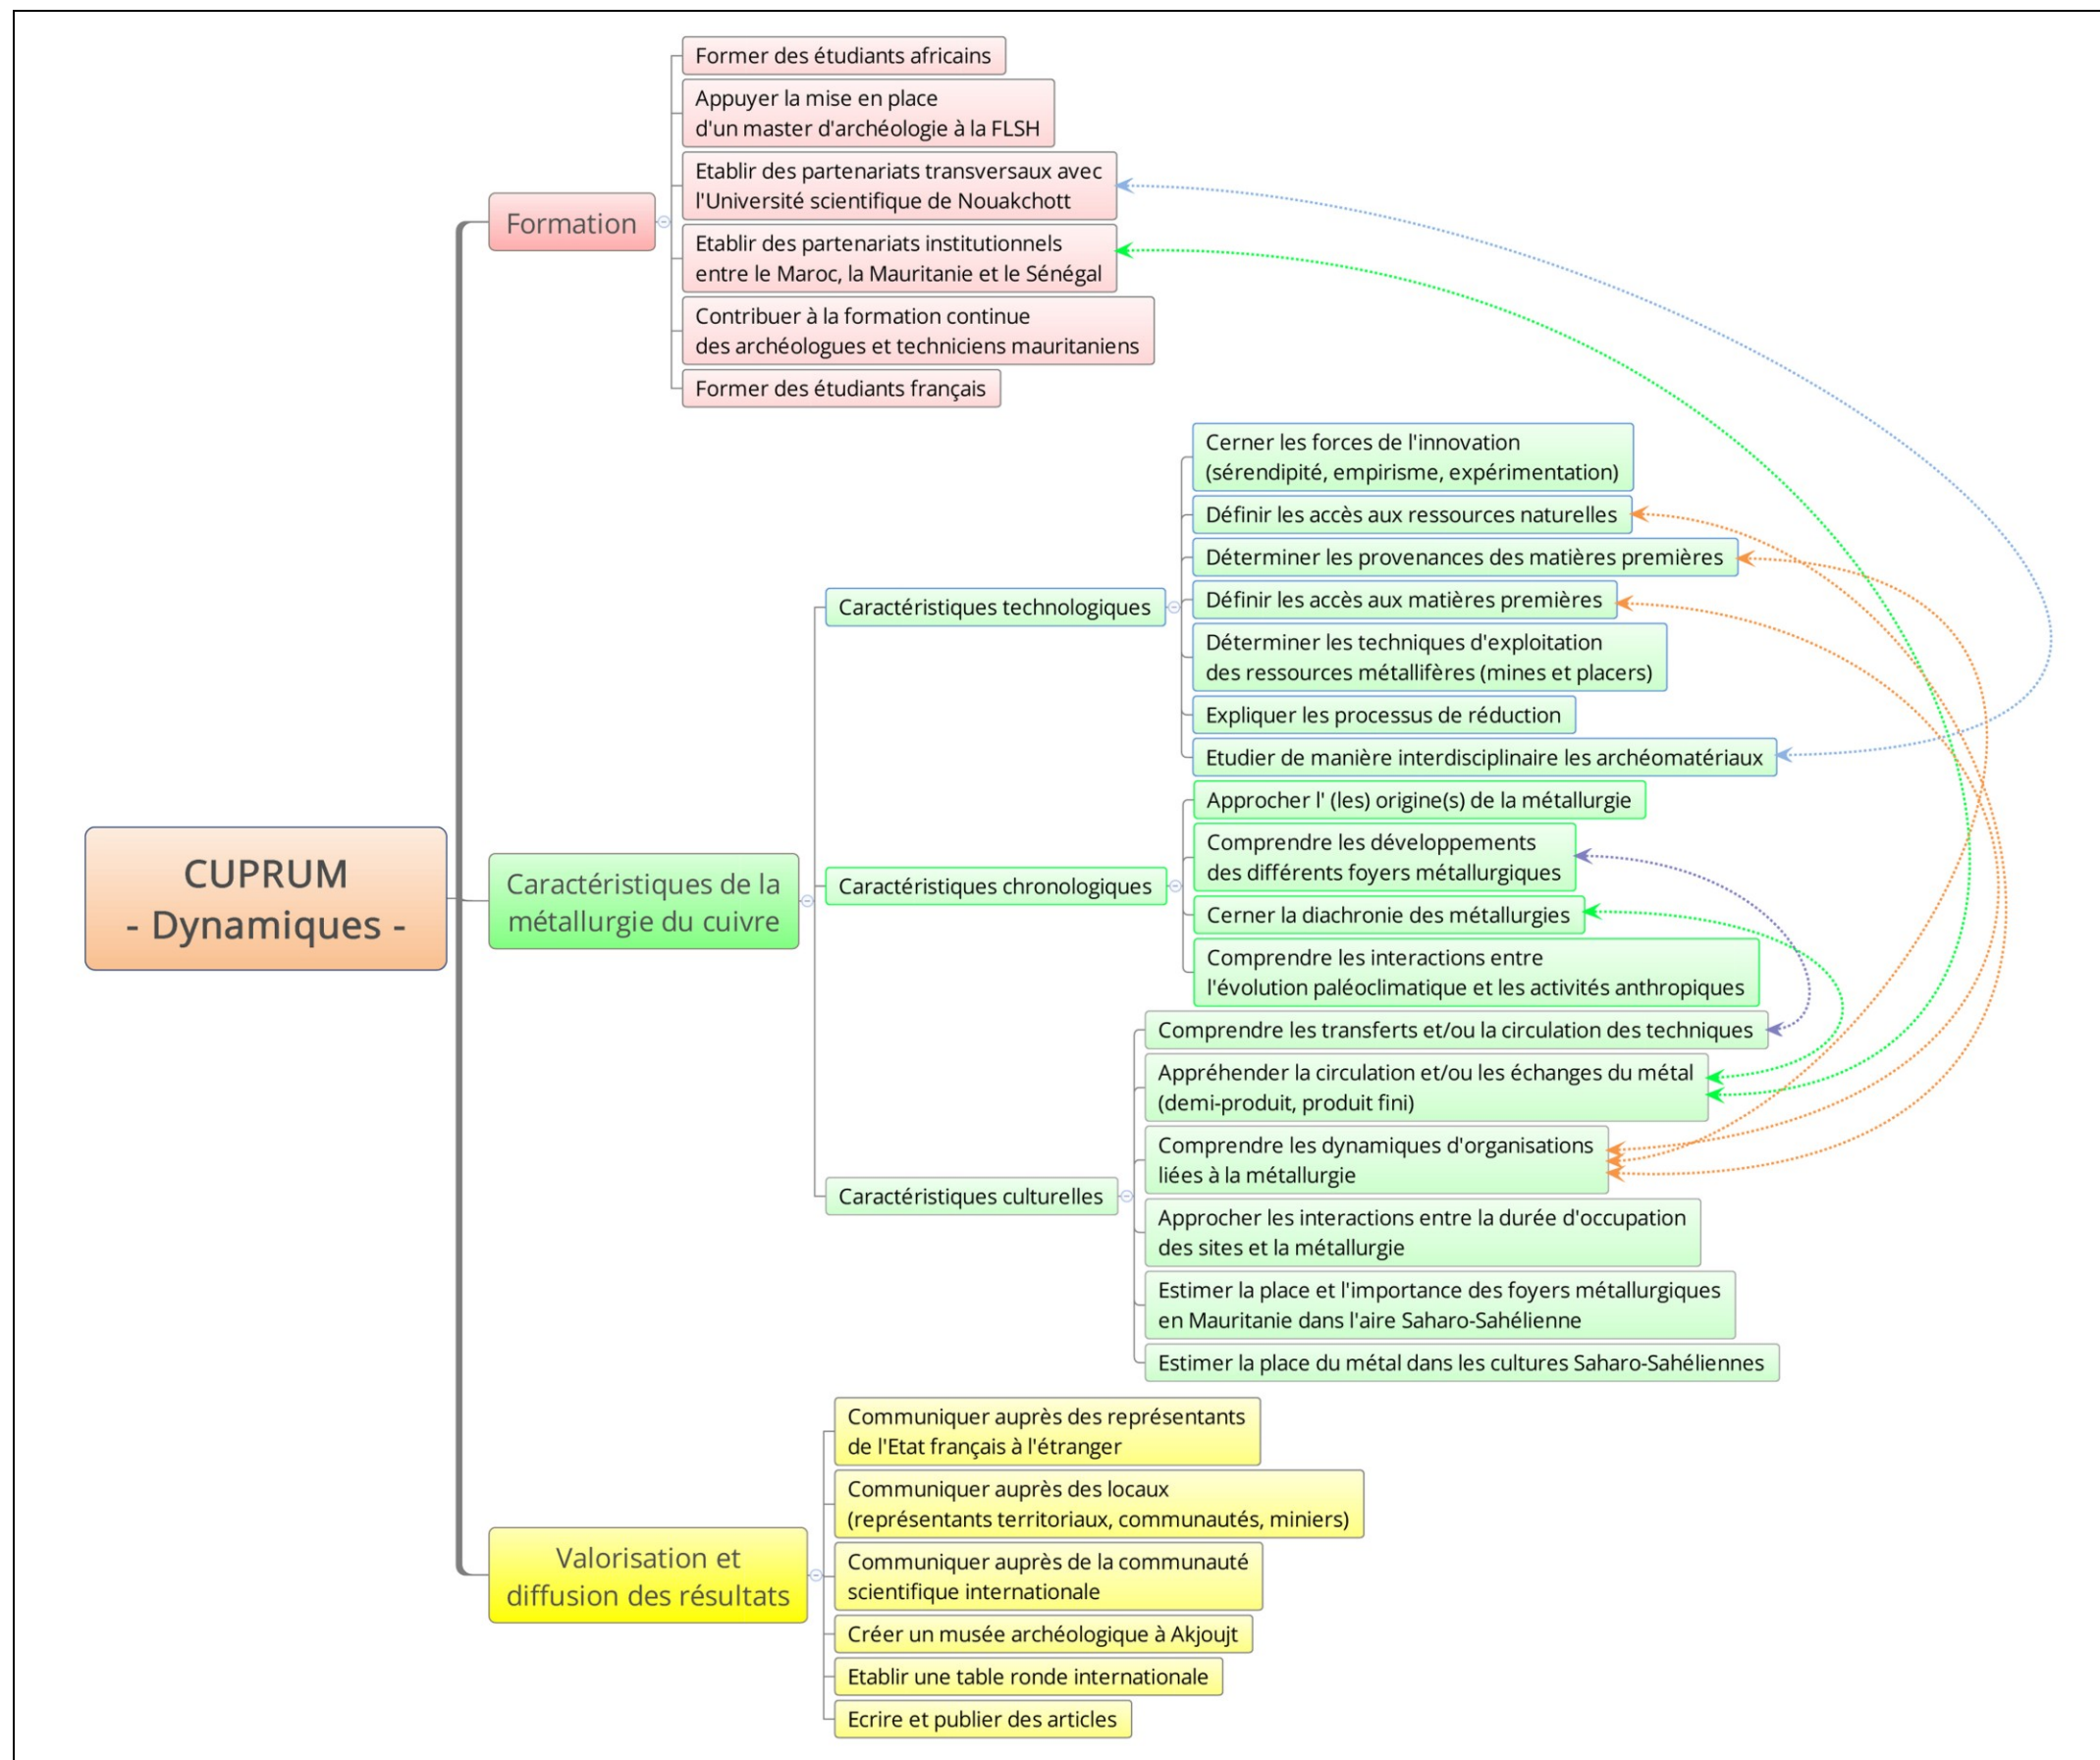 Former des étudiants africains
Appuyer la mise en place
d'un master d'archéologie à la FLSH
Etablir des partenariats transversaux avec
l'Université scientifique de Nouakchott
Formation
Etablir des partenariats institutionnels
entre le Maroc, la Mauritanie et le Sénégal
Contribuer à la formation continue
des archéologues et techniciens mauritaniens
Former des étudiants français
Cerner les forces de l'innovation
(sérendipité, empirisme, expérimentation)
Définir les accès aux ressources naturelles
Déterminer les provenances des matières premières
Caractéristiques technologiques
Définir les accès aux matières premières
Déterminer les techniques d'exploitation
des ressources métallifères (mines et placers)
Expliquer les processus de réduction
Etudier de manière interdisciplinaire les archéomatériaux
CUPRUM
- Dynamiques -
Caractéristiques de la
métallurgie du cuivre
Caractéristiques chronologiques
Approcher l' (les) origine(s) de la métallurgie
Comprendre les développements
des différents foyers métallurgiques
Cerner la diachronie des métallurgies
Comprendre les interactions entre
l'évolution paléoclimatique et les activités anthropiques
Caractéristiques culturelles
Comprendre les transferts et/ou la circulation des techniques
Appréhender la circulation et/ou les échanges du métal
(demi-produit, produit fini)
Comprendre les dynamiques d'organisations
liées à la métallurgie
Approcher les interactions entre la durée d'occupation
des sites et la métallurgie
Estimer la place et l'importance des foyers métallurgiques
en Mauritanie dans l'aire Saharo-Sahélienne
Estimer la place du métal dans les cultures Saharo-Sahéliennes
Valorisation et
diffusion des résultats
Communiquer auprès des représentants
de l'Etat français à l'étranger
Communiquer auprès des locaux
(représentants territoriaux, communautés, miniers)
Communiquer auprès de la communauté
scientifique internationale
Créer un musée archéologique à Akjoujt
Etablir une table ronde internationale
Ecrire et publier des articles